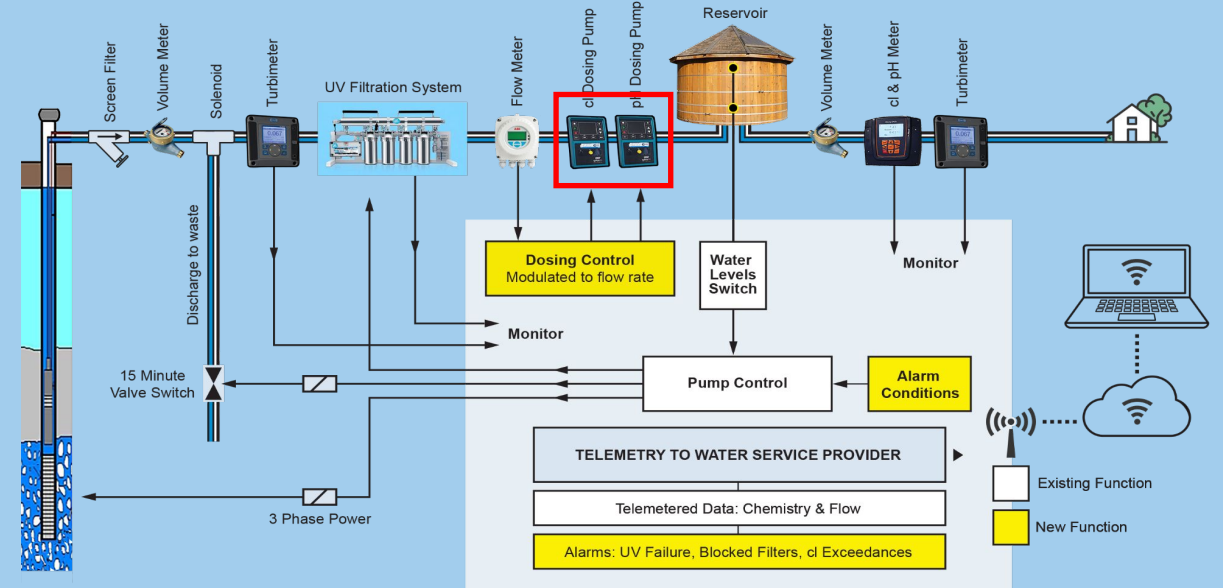 Reservoir
Screen Filter
Volume Meter
Solenoid
Turbimeter
UV Filtration System
Flow Meter
cl Dosing Pump
pH Dosing Pump
Volume Meter
cl & pH Meter
Turbimeter
Discharge to waste
Dosing Control
Modulated to flow rate
Water
Levels
Switch
Monitor
Monitor
15 Minute
Valve Switch
Pump Control
Alarm
Conditions
3 Phase Power
TELEMETRY TO WATER SERVICE PROVIDER
Telemetered Data: Chemistry & Flow
Alarms: UV Failure, Blocked Filters, cl Exceedances
Existing Function
New Function